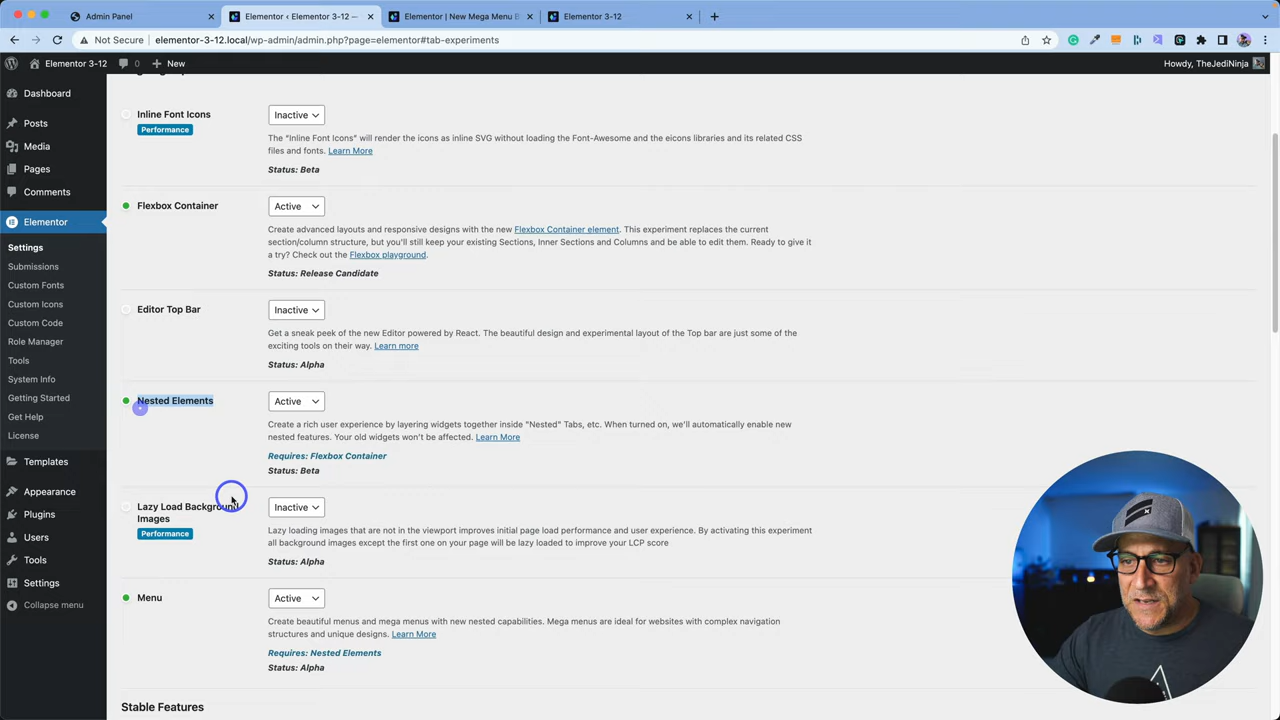 Admin Panel
Elementor ‹ Elementor 3-12 —
Elementor | New Mega Menu B
Elementor 3-12
Not Secure
elementor-3-12.local/wp-admin/admin.php?page=elementor#tab-experiments
Elementor 3-12
0
New
Howdy, TheJediNinja
Dashboard
Posts
Media
Pages
Comments
Elementor
Settings
Submissions
Custom Fonts
Custom Icons
Custom Code
Role Manager
Tools
System Info
Getting Started
Get Help
License
Templates
Appearance
Plugins
Users
Tools
Settings
Collapse menu
Inline Font Icons
Performance
Inactive
The "Inline Font Icons" will render the icons as inline SVG without loading the Font-Awesome and the eicons libraries and its related CSS
files and fonts. Learn More
Status: Beta
Flexbox Container
Active
Create advanced layouts and responsive designs with the new Flexbox Container element. This experiment replaces the current
section/column structure, but you'll still keep your existing Sections, Inner Sections and Columns and be able to edit them. Ready to give it
a try? Check out the Flexbox playground.
Status: Release Candidate
Editor Top Bar
Inactive
Get a sneak peek of the new Editor powered by React. The beautiful design and experimental layout of the Top bar are just some of the
exciting tools on their way. Learn more
Status: Alpha
Nested Elements
Active
Create a rich user experience by layering widgets together inside "Nested" Tabs, etc. When turned on, we'll automatically enable new
nested features. Your old widgets won't be affected. Learn More
Requires: Flexbox Container
Status: Beta
Lazy Load Background
Images
Performance
Inactive
Lazy loading images that are not in the viewport improves initial page load performance and user experience. By activating this experiment
all background images except the first one on your page will be lazy loaded to improve your LCP score
Status: Alpha
Menu
Active
Create beautiful menus and mega menus with new nested capabilities. Mega menus are ideal for websites with complex navigation
structures and unique designs. Learn More
Requires: Nested Elements
Status: Alpha
Stable Features